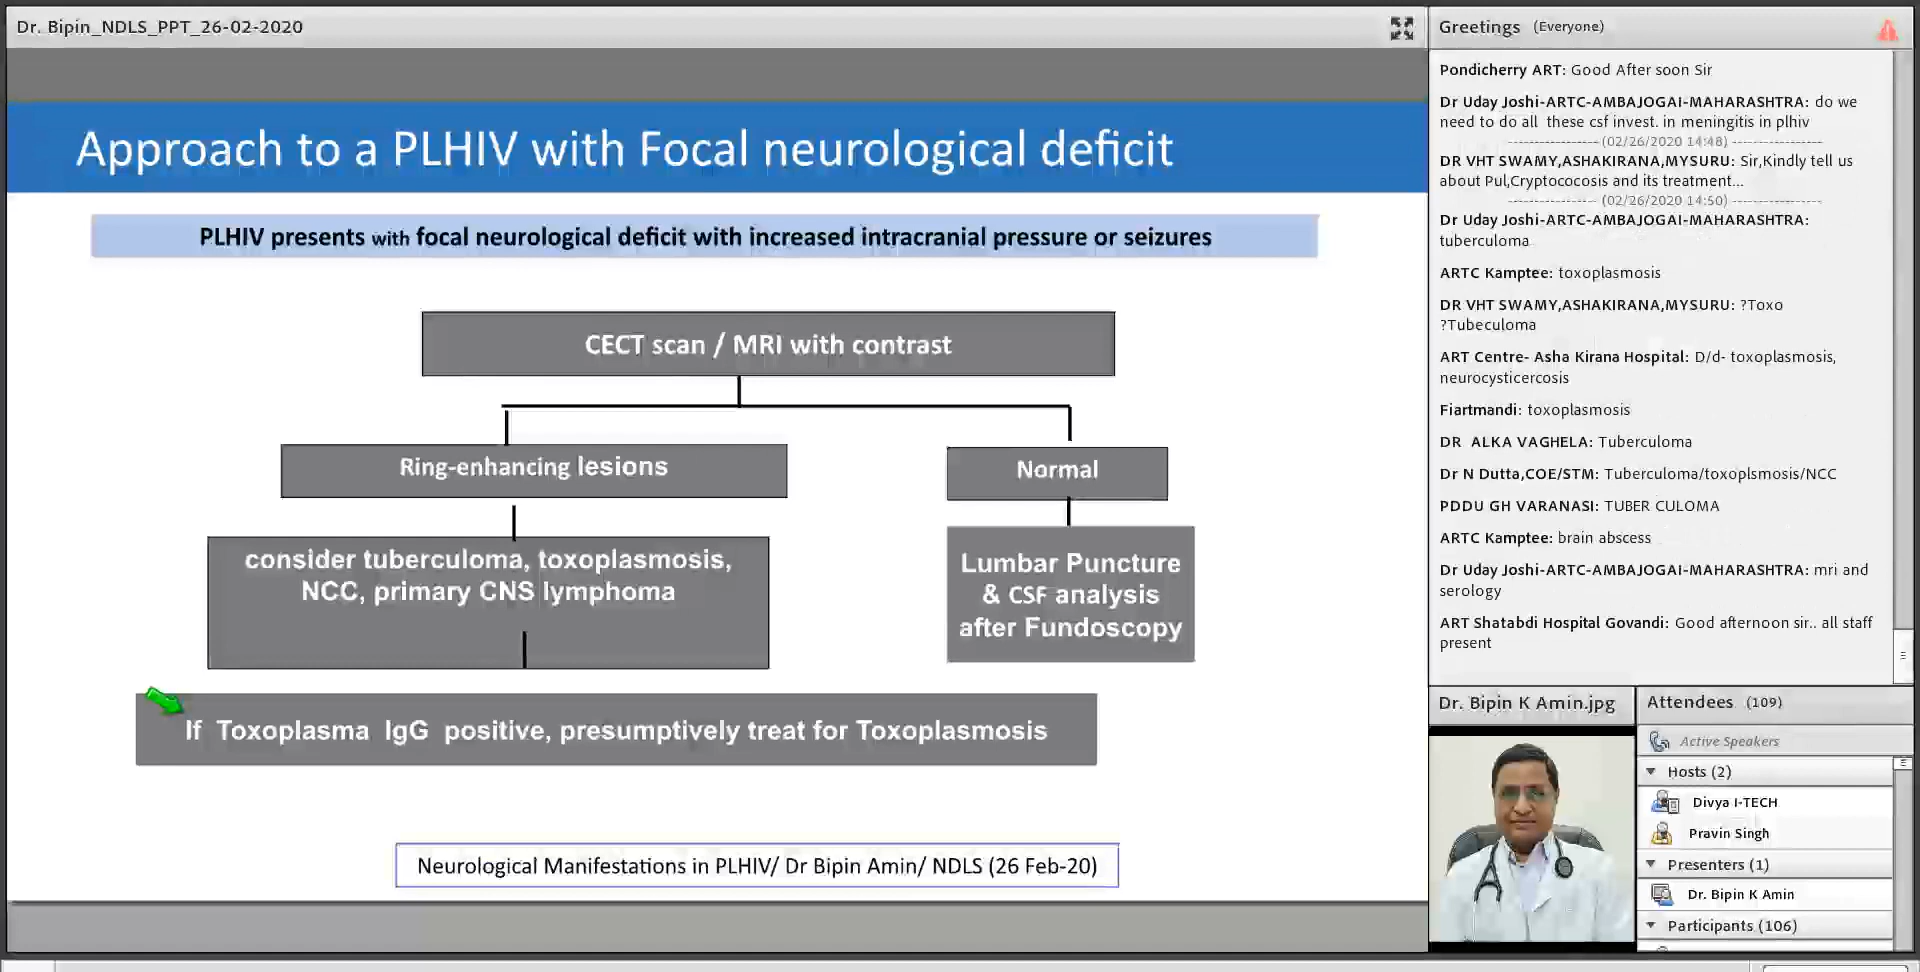 Dr. Bipin_NDLS_PPT_26-02-2020
Approach to a PLHIV with Focal neurological deficit
PLHIV presents with focal neurological deficit with increased intracranial pressure or seizures
CECT scan / MRI with contrast
Ring-enhancing lesions
Normal
consider tuberculoma, toxoplasmosis,
NCC, primary CNS lymphoma
Lumbar Puncture
& CSF analysis
after Fundoscopy
If Toxoplasma IgG positive, presumptively treat for Toxoplasmosis
Neurological Manifestations in PLHIV/ Dr Bipin Amin/ NDLS (26 Feb-20)
Greetings (Everyone)
Pondicherry ART: Good After soon Sir
Dr Uday Joshi-ARTC-AMBAJOGAI-MAHARASHTRA: do we
need to do all these csf invest. in meningitis in plhiv
------------------ (02/26/2020 14:48) ------------------
DR VHT SWAMY,ASHAKIRANA,MYSURU: Sir,Kindly tell us
about Pul,Cryptococosis and its treatment...
------------------ (02/26/2020 14:50) ------------------
Dr Uday Joshi-ARTC-AMBAJOGAI-MAHARASHTRA:
tuberculoma
ARTC Kamptee: toxoplasmosis
DR VHT SWAMY,ASHAKIRANA,MYSURU: ?Toxo
?Tubeculoma
ART Centre- Asha Kirana Hospital: D/d- toxoplasmosis,
neurocysticercosis
Fiartmandi: toxoplasmosis
DR ALKA VAGHELA: Tuberculoma
Dr N Dutta,COE/STM: Tuberculoma/toxoplsmosis/NCC
PDDU GH VARANASI: TUBER CULOMA
ARTC Kamptee: brain abscess
Dr Uday Joshi-ARTC-AMBAJOGAI-MAHARASHTRA: mri and
serology
ART Shatabdi Hospital Govandi: Good afternoon sir.. all staff
present
Dr. Bipin K Amin.jpg
Attendees (109)
Active Speakers
Hosts (2)
Divya I-TECH
Pravin Singh
Presenters (1)
Dr. Bipin K Amin
Participants (106)